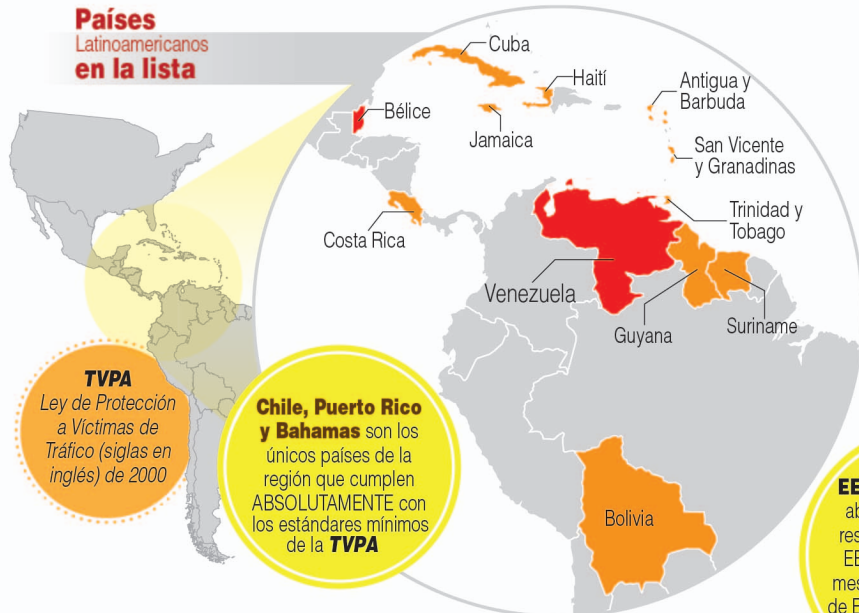 Países
Latinoamericanos
en la lista
Cuba
Haití
Antigua y
Barbuda
Bélice
Jamaica
San Vicente
y Granadinas
Costa Rica
Trinidad y
Tobago
Venezuela
Guyana
Suriname
TVPA
Ley de Protección
a Víctimas de
Tráfico (siglas en
inglés) de 2000
Chile, Puerto Rico
y Bahamas son los
únicos países de la
región que cumplen
ABSOLUTAMENTE con
los estándares mínimos
de la TVPA
Bolivia